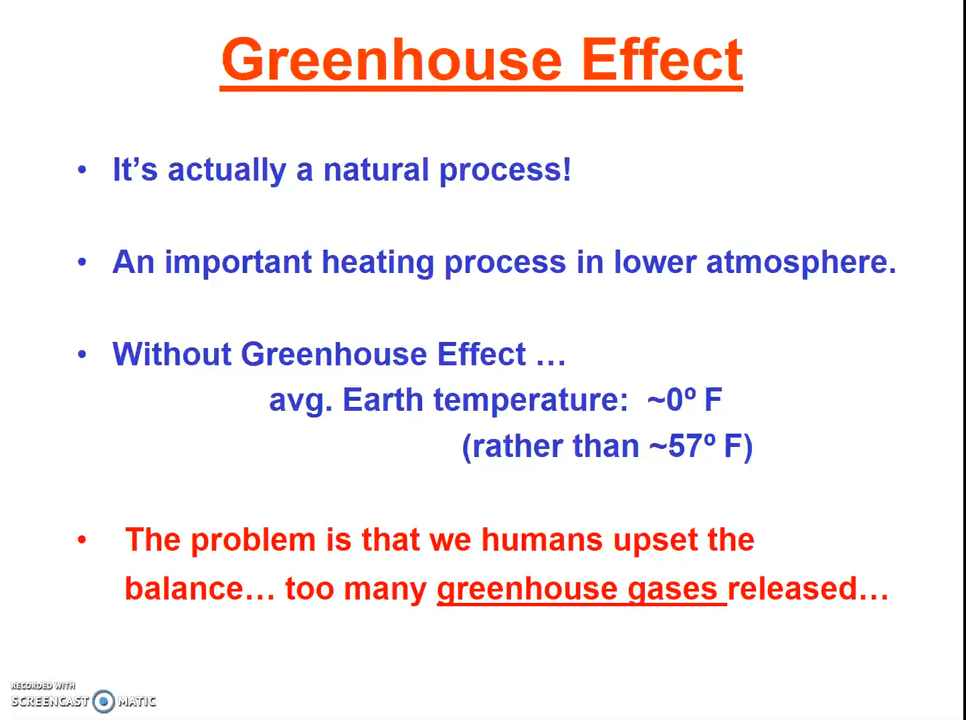 Greenhouse Effect
• It’s actually a natural process!
• An important heating process in lower atmosphere.
• Without Greenhouse Effect …
avg. Earth temperature: ~0º F
(rather than ~57º F)
• The problem is that we humans upset the
balance… too many greenhouse gases released…
RECORDED WITH
SCREENCAST MATIC